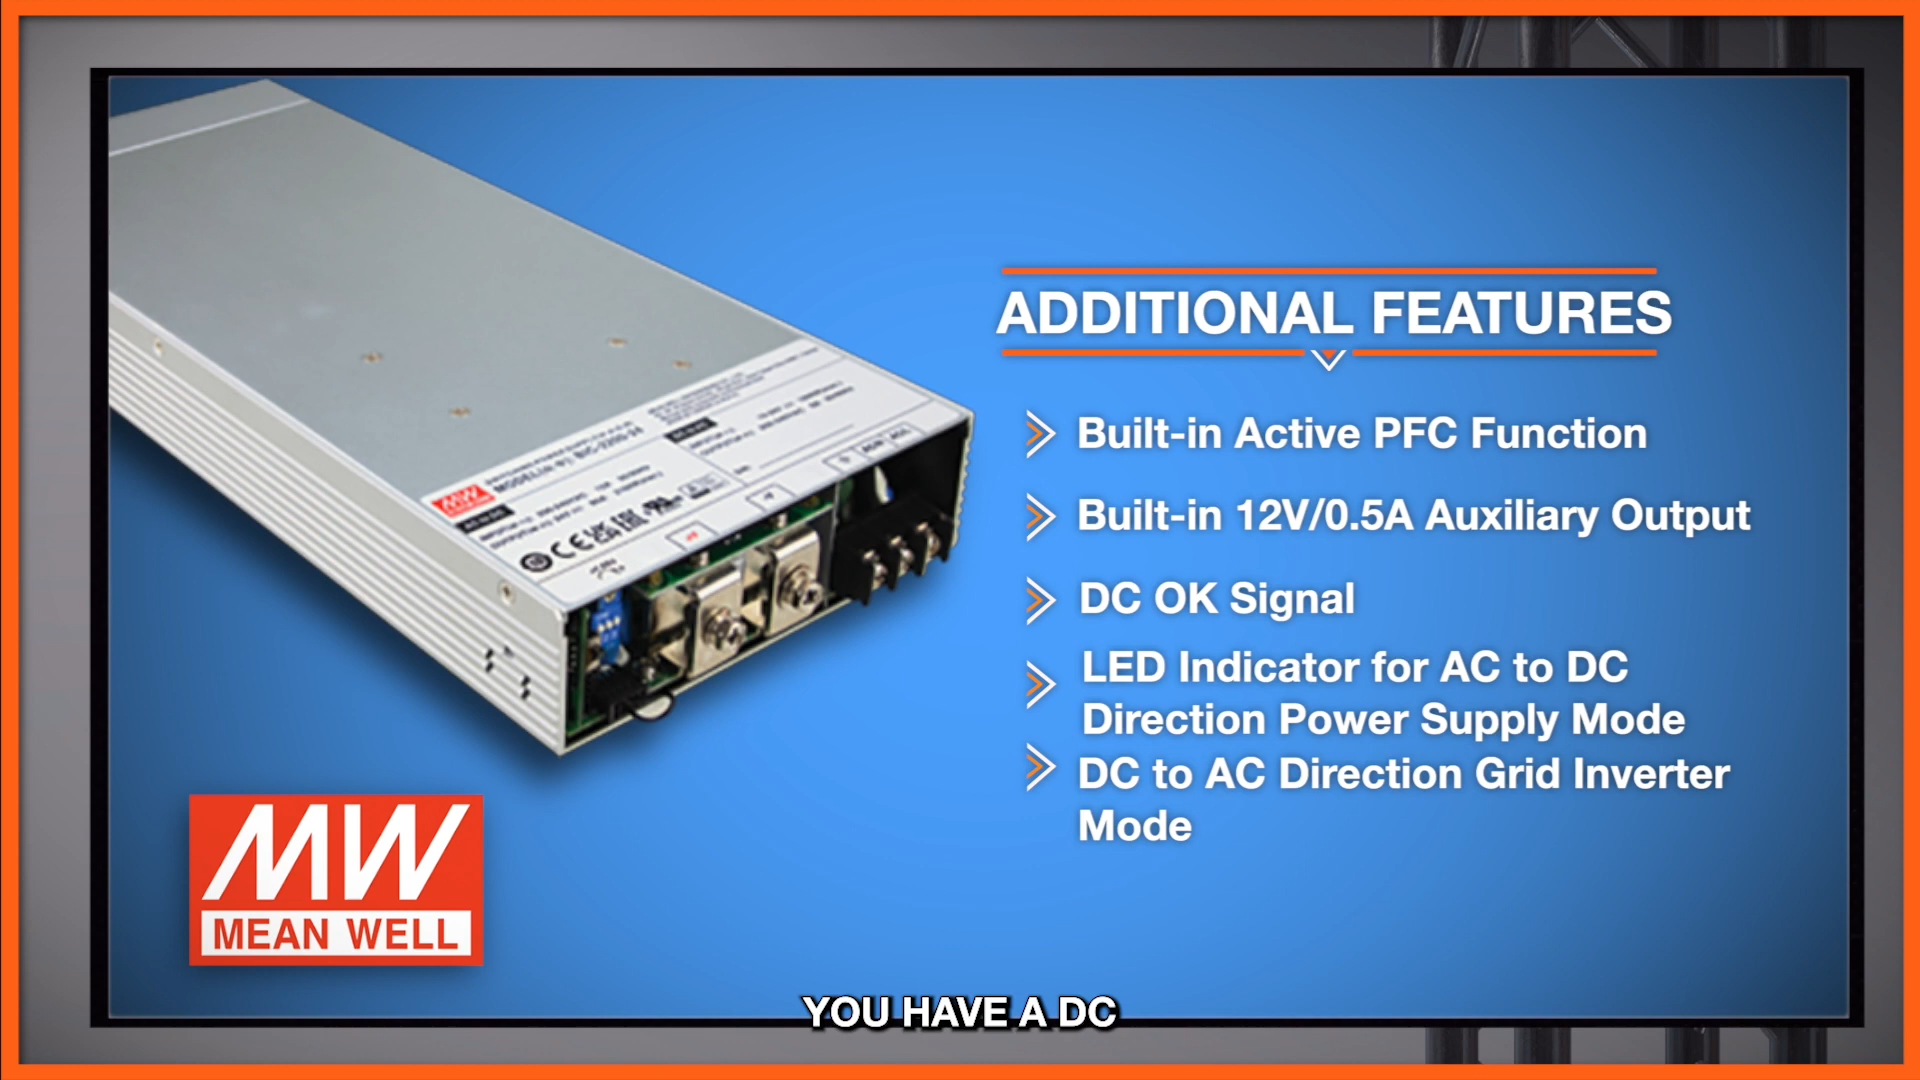 ADDITIONAL FEATURES
Built-in Active PFC Function
Built-in 12V/0.5A Auxiliary Output
DC OK Signal
LED Indicator for AC to DC
Direction Power Supply Mode
DC to AC Direction Grid Inverter
Mode
MW
MEAN WELL
YOU HAVE A DC